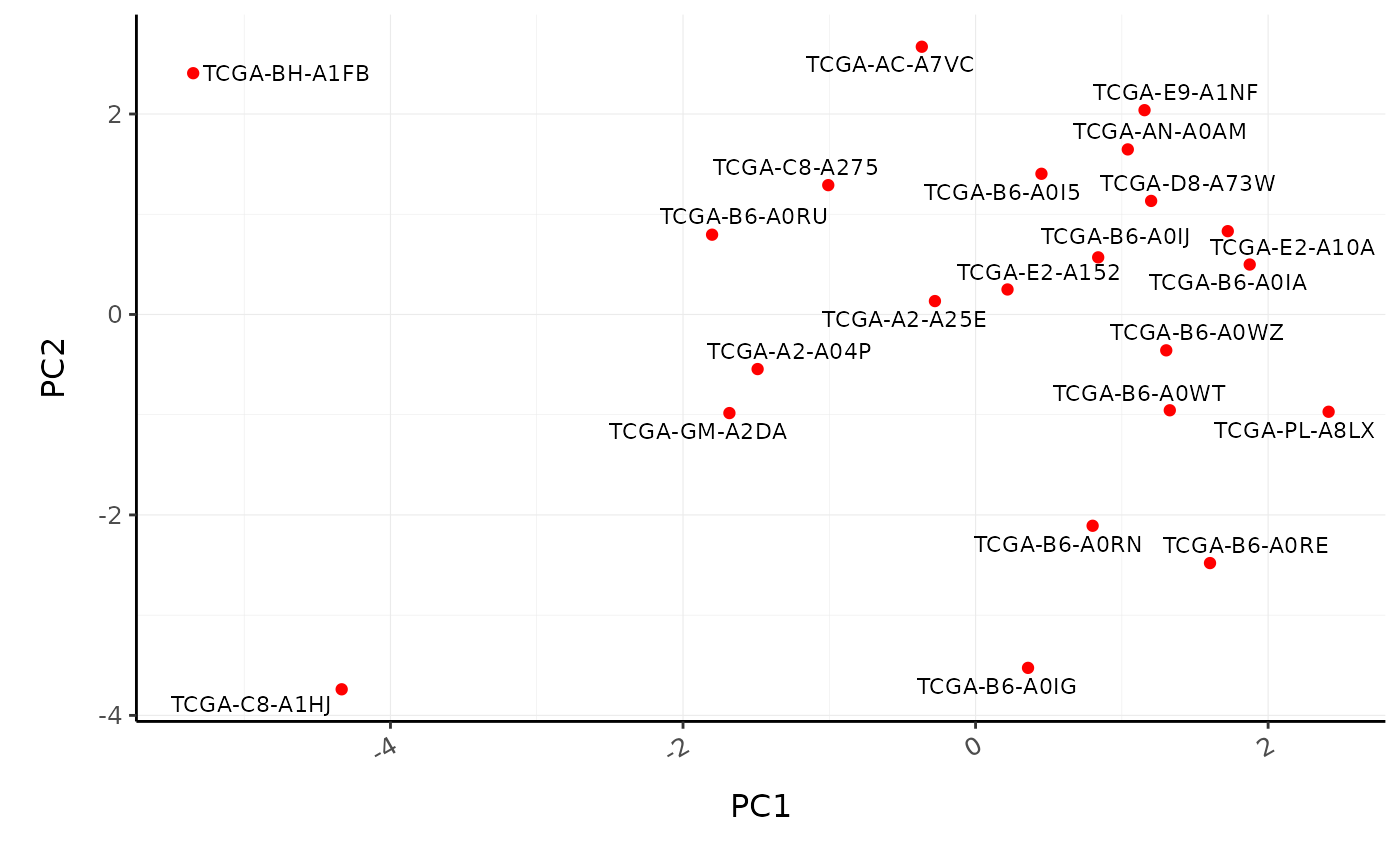 TCGA-BH-A1FB
TCGA-AC-A7VC
TCGA-E9-A1NF
TCGA-AN-A0AM
TCGA-C8-A275
TCGA-B6-A0I5
TCGA-D8-A73W
TCGA-B6-A0RU
TCGA-B6-A0IJ
TCGA-E2-A10A
TCGA-E2-A152
TCGA-B6-A0IA
TCGA-A2-A25E
TCGA-B6-A0WZ
TCGA-A2-A04P
TCGA-B6-A0WT
TCGA-GM-A2DA
TCGA-PL-A8LX
TCGA-B6-A0RN
TCGA-B6-A0RE
TCGA-B6-A0IG
TCGA-C8-A1HJ
2
0
-2
-4
PC2
-4
-2
0
2
PC1